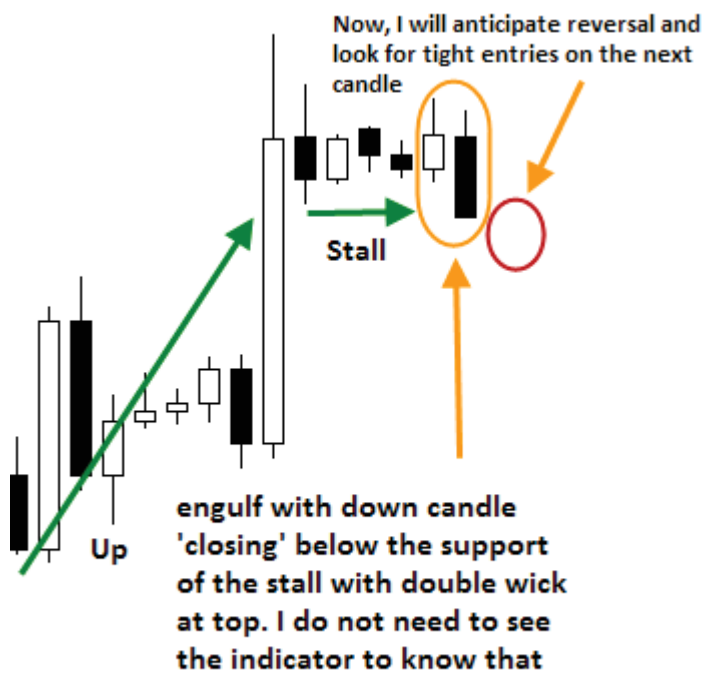 Now, I will anticipate reversal and
look for tight entries on the next
candle
Stall
Up
engulf with down candle
'closing' below the support
of the stall with double wick
at top. I do not need to see
the indicator to know that